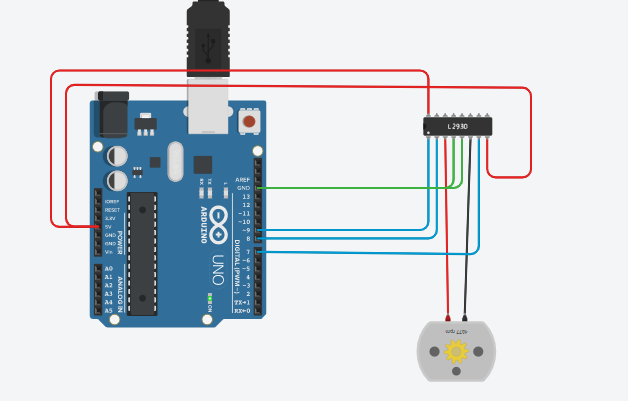 L293D
AREF
GND
13
12
~11
~10
~9
8
7
~6
~5
4
~3
2
TX→1
RX←0
DIGITAL (PWM~)
IOREF
RESET
3.3V
5V
GND
GND
Vin
POWER
A0
A1
A2
A3
A4
A5
ANALOG IN
ARDUINO
UNO
TX
RX
L
ON